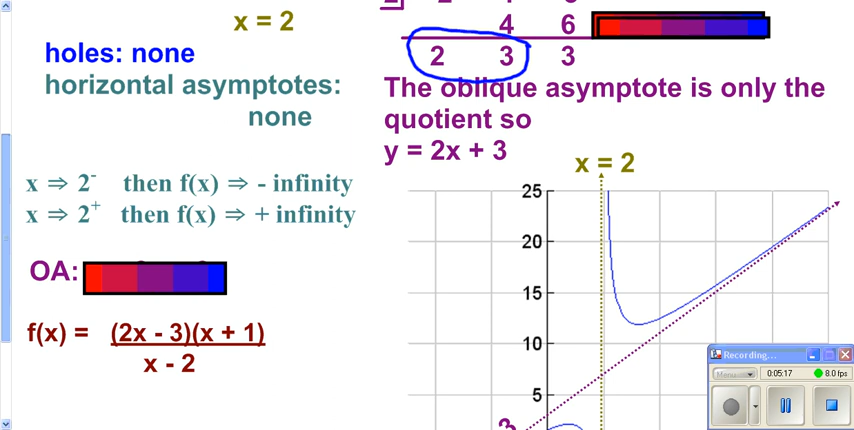 x = 2
holes: none
horizontal asymptotes:
none
x ⇒ 2⁻ then f(x) ⇒ - infinity
x ⇒ 2⁺ then f(x) ⇒ + infinity
OA:
f(x) = (2x - 3)(x + 1)
x - 2
4 6
2 3 3
The oblique asymptote is only the
quotient so
y = 2x + 3
x = 2
25
20
15
10
5
Recording...
Menu
0:05:17 8.0 fps